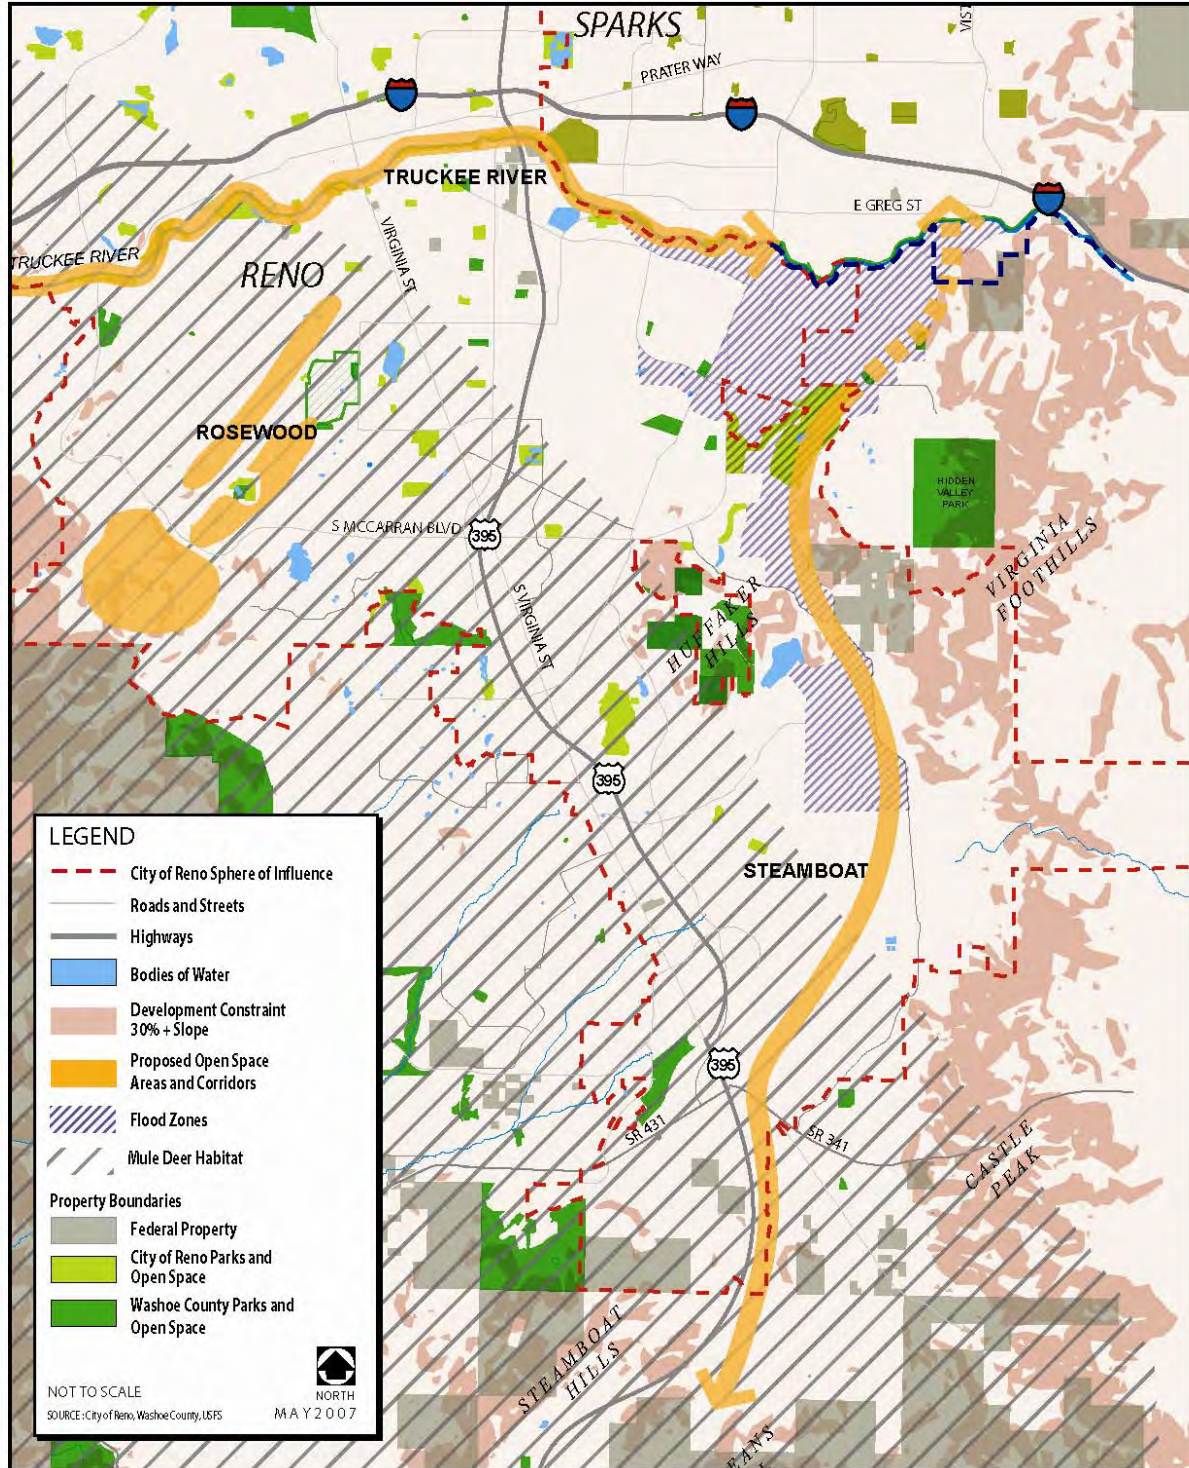 SPARKS
VIST
PRATER WAY
TRUCKEE RIVER
E GREG ST
TRUCKEE RIVER
VIRGINIA ST
RENO
ROSEWOOD
HIDDEN
VALLEY
PARK
S MCCARRAN BLVD
395
VIRGINIA
FOOTHILLS
S VIRGINIA ST
HUFFAKER
HILLS
395
STEAMBOAT
395
SR 431
SR 341
CASTLE
PEAK
STEAMBOAT
HILLS
EANS
LEGEND
City of Reno Sphere of Influence
Roads and Streets
Highways
Bodies of Water
Development Constraint
30% + Slope
Proposed Open Space
Areas and Corridors
Flood Zones
Mule Deer Habitat
Property Boundaries
Federal Property
City of Reno Parks and
Open Space
Washoe County Parks and
Open Space
NOT TO SCALE
NORTH
SOURCE: City of Reno, Washoe County, USFS
MAY 2007